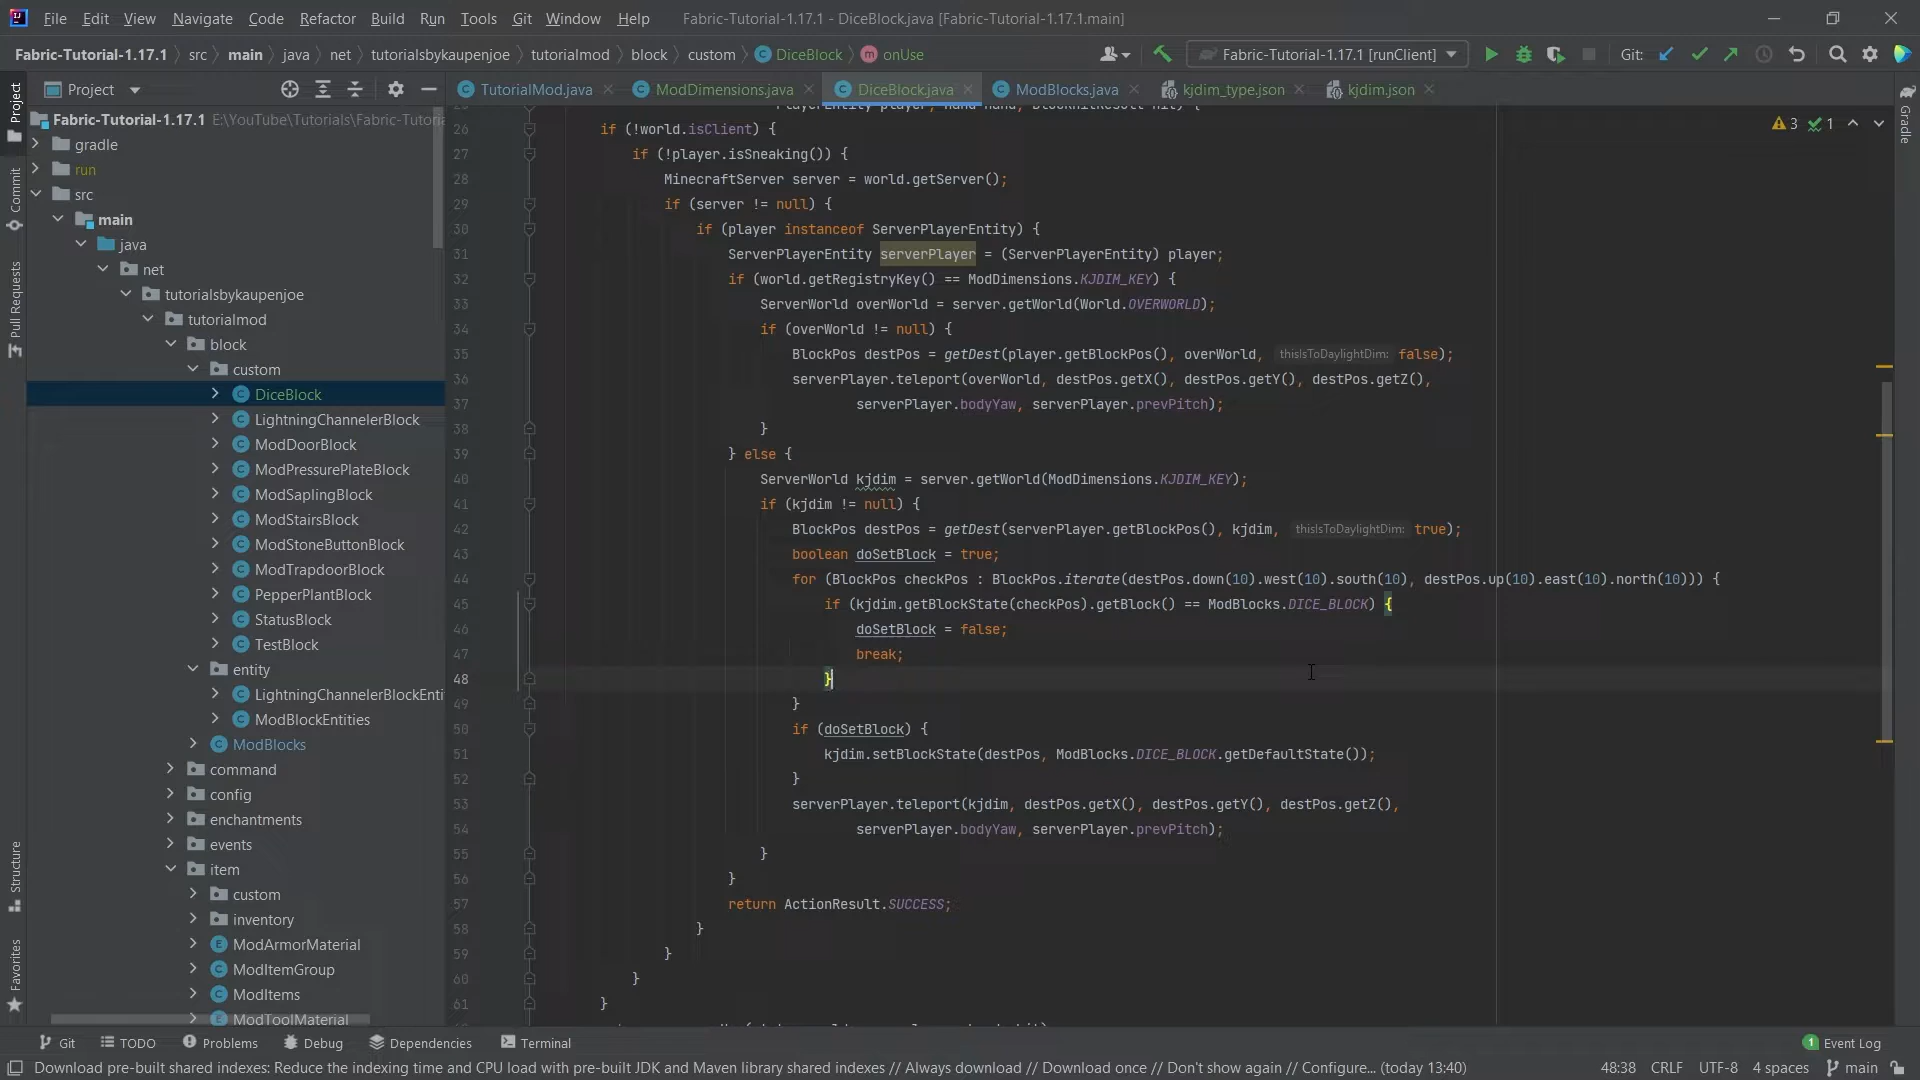 File Edit View Navigate Code Refactor Build Run Tools Git Window Help Fabric-Tutorial-1.17.1 - DiceBlock.java [Fabric-Tutorial-1.17.1.main]
Fabric-Tutorial-1.17.1 src main java net tutorialsbykaupenjoe tutorialmod block custom DiceBlock onUse Fabric-Tutorial-1.17.1 [runClient] Git:
Project TutorialMod.java ModDimensions.java DiceBlock.java ModBlocks.java kjdim_type.json kjdim.json
Project
Commit
Pull Requests
Structure
Favorites
Gradle
Fabric-Tutorial-1.17.1 E:\YouTube\Tutorials\Fabric-Tutoria
gradle
run
src
main
java
net
tutorialsbykaupenjoe
tutorialmod
block
custom
DiceBlock
LightningChannelerBlock
ModDoorBlock
ModPressurePlateBlock
ModSaplingBlock
ModStairsBlock
ModStoneButtonBlock
ModTrapdoorBlock
PepperPlantBlock
StatusBlock
TestBlock
entity
LightningChannelerBlockEnti
ModBlockEntities
ModBlocks
command
config
enchantments
events
item
custom
inventory
ModArmorMaterial
ModItemGroup
ModItems
ModToolMaterial
3 1
26 if (!world.isClient) {
27 if (!player.isSneaking()) {
28 MinecraftServer server = world.getServer();
29 if (server != null) {
30 if (player instanceof ServerPlayerEntity) {
31 ServerPlayerEntity serverPlayer = (ServerPlayerEntity) player;
32 if (world.getRegistryKey() == ModDimensions.KJDIM_KEY) {
33 ServerWorld overWorld = server.getWorld(World.OVERWORLD);
34 if (overWorld != null) {
35 BlockPos destPos = getDest(player.getBlockPos(), overWorld, thisIsToDaylightDim: false);
36 serverPlayer.teleport(overWorld, destPos.getX(), destPos.getY(), destPos.getZ(),
37 serverPlayer.bodyYaw, serverPlayer.prevPitch);
38 }
39 } else {
40 ServerWorld kjdim = server.getWorld(ModDimensions.KJDIM_KEY);
41 if (kjdim != null) {
42 BlockPos destPos = getDest(serverPlayer.getBlockPos(), kjdim, thisIsToDaylightDim: true);
43 boolean doSetBlock = true;
44 for (BlockPos checkPos : BlockPos.iterate(destPos.down(10).west(10).south(10), destPos.up(10).east(10).north(10))) {
45 if (kjdim.getBlockState(checkPos).getBlock() == ModBlocks.DICE_BLOCK) {
46 doSetBlock = false;
47 break;
48 }
49 }
50 if (doSetBlock) {
51 kjdim.setBlockState(destPos, ModBlocks.DICE_BLOCK.getDefaultState());
52 }
53 serverPlayer.teleport(kjdim, destPos.getX(), destPos.getY(), destPos.getZ(),
54 serverPlayer.bodyYaw, serverPlayer.prevPitch);
55 }
56 }
57 return ActionResult.SUCCESS;
58 }
59 }
60 }
61 }
Git TODO Problems Debug Dependencies Terminal 1 Event Log
Download pre-built shared indexes: Reduce the indexing time and CPU load with pre-built JDK and Maven library shared indexes // Always download // Download once // Don't show again // Configure... (today 13:40) 48:38 CRLF UTF-8 4 spaces main